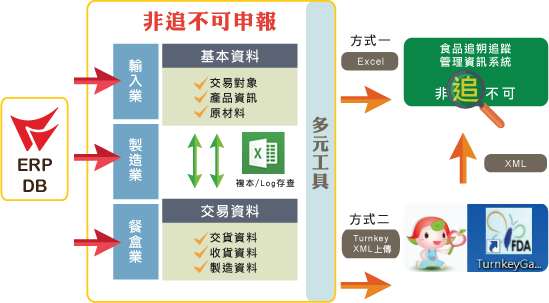 非追不可申報
ERP
DB
輸入業
製造業
餐盒業
基本資料
交易對象
產品資訊
原材料
複本/Log存查
交易資料
交貨資料
收貨資料
製造資料
多元工具
方式一
Excel
食品追朔追蹤
管理資訊系統
非追不可
XML
方式二
Turnkey
XML上傳
FDA
TurnkeyGa...